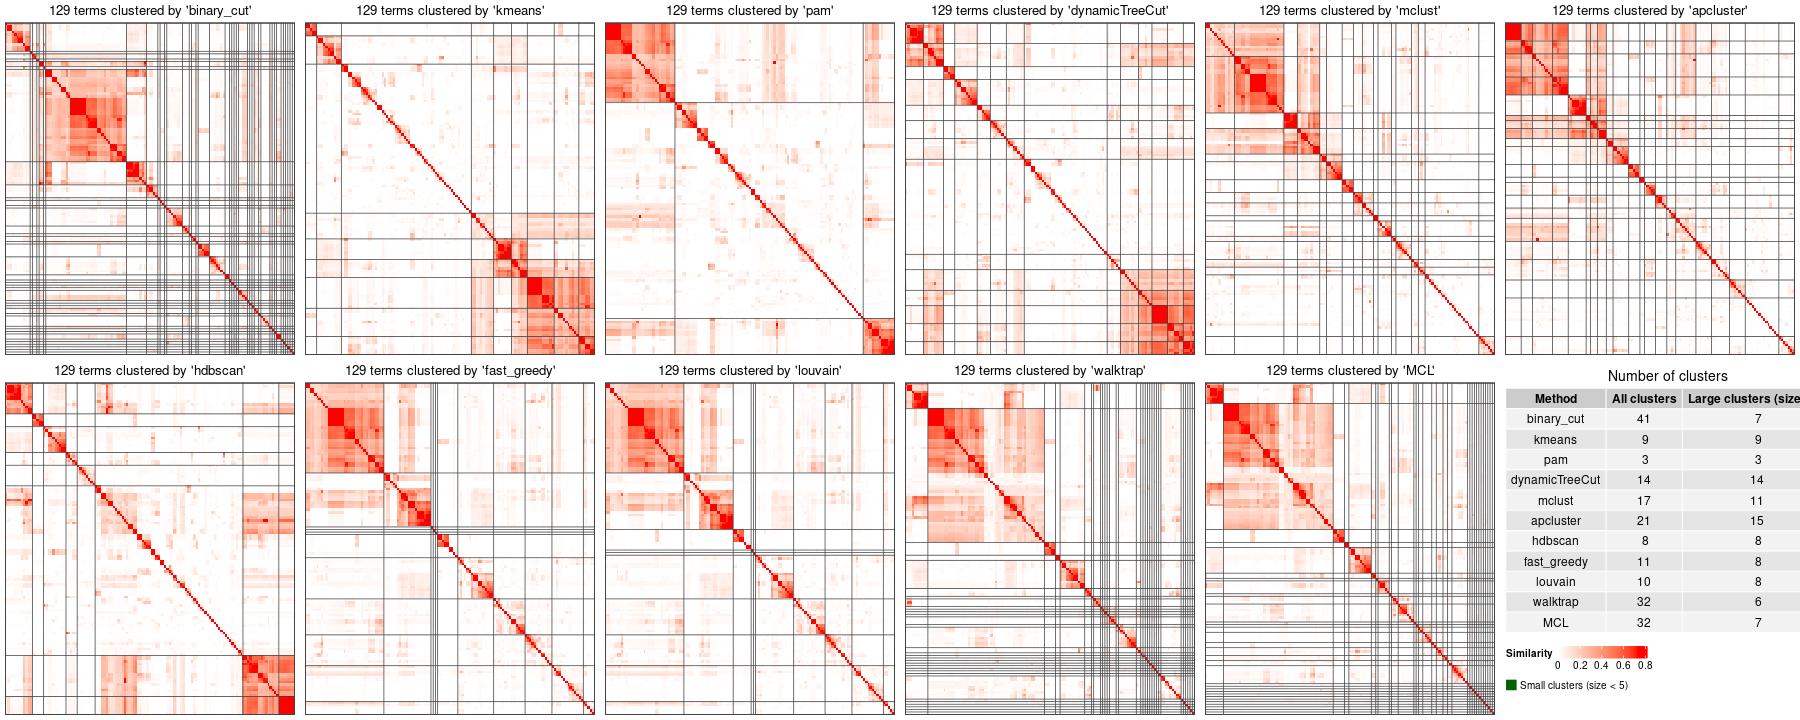 129 terms clustered by 'binary_cut'
129 terms clustered by 'kmeans'
129 terms clustered by 'pam'
129 terms clustered by 'dynamicTreeCut'
129 terms clustered by 'mclust'
129 terms clustered by 'apcluster'
129 terms clustered by 'hdbscan'
129 terms clustered by 'fast_greedy'
129 terms clustered by 'louvain'
129 terms clustered by 'walktrap'
129 terms clustered by 'MCL'
Number of clusters
Method All clusters Large clusters (size
binary_cut 41 7
kmeans 9 9
pam 3 3
dynamicTreeCut 14 14
mclust 17 11
apcluster 21 15
hdbscan 8 8
fast_greedy 11 8
louvain 10 8
walktrap 32 6
MCL 32 7
Similarity
0 0.2 0.4 0.6 0.8
Small clusters (size < 5)